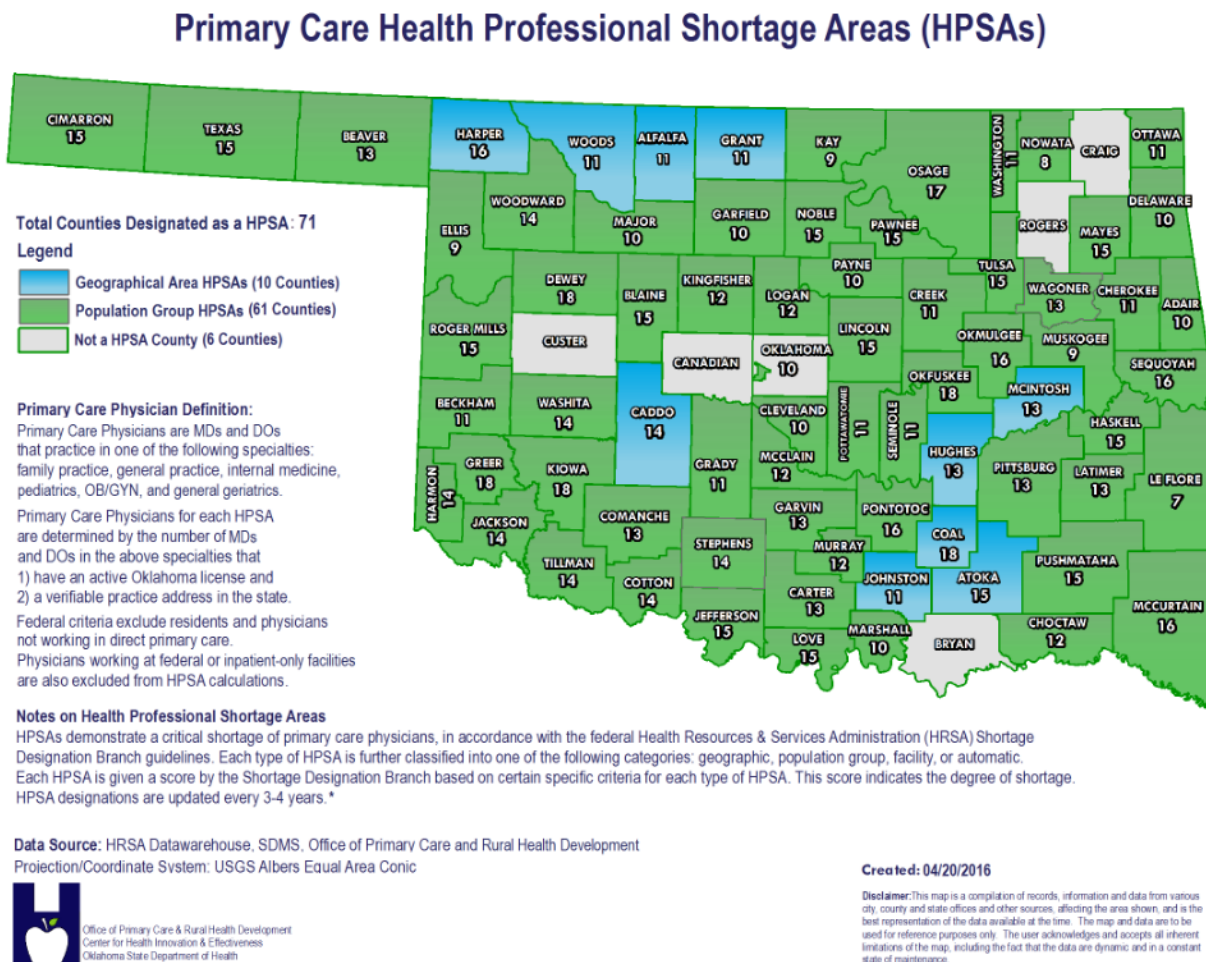 Primary Care Health Professional Shortage Areas (HPSAs)
CIMARRON
15
TEXAS
15
BEAVER
13
HARPER
16
WOODS
11
ALFALFA
11
GRANT
11
KAY
9
OSAGE
17
WASHINGTON
11
NOWATA
8
CRAIG
OTTAWA
11
ELLIS
9
WOODWARD
14
MAJOR
10
GARFIELD
10
NOBLE
15
PAWNEE
15
ROGERS
MAYES
15
DELAWARE
10
Total Counties Designated as a HPSA: 71
Legend
Geographical Area HPSAs (10 Counties)
Population Group HPSAs (61 Counties)
Not a HPSA County (6 Counties)
DEWEY
18
BLAINE
15
KINGFISHER
12
LOGAN
12
PAYNE
10
CREEK
11
TULSA
15
WAGONER
13
CHEROKEE
11
ADAIR
10
ROGER MILLS
15
CUSTER
CANADIAN
OKLAHOMA
10
LINCOLN
15
OKMULGEE
16
MUSKOGEE
9
SEQUOYAH
16
OKFUSKEE
18
MCINTOSH
13
BECKHAM
11
WASHITA
14
CADDO
14
CLEVELAND
10
POTTAWATOMIE
11
SEMINOLE
11
HUGHES
13
HASKELL
15
HARMON
14
GREER
18
KIOWA
18
GRADY
11
MCCLAIN
12
PITTSBURG
13
LATIMER
13
LE FLORE
7
JACKSON
14
COMANCHE
13
GARVIN
13
PONTOTOC
16
COAL
18
TILLMAN
14
COTTON
14
STEPHENS
14
MURRAY
12
JOHNSTON
11
ATOKA
15
PUSHMATAHA
15
JEFFERSON
15
CARTER
13
LOVE
15
MARSHALL
10
BRYAN
CHOCTAW
12
MCCURTAIN
16
Primary Care Physician Definition:
Primary Care Physicians are MDs and DOs
that practice in one of the following specialties:
family practice, general practice, internal medicine,
pediatrics, OB/GYN, and general geriatrics.
Primary Care Physicians for each HPSA
are determined by the number of MDs
and DOs in the above specialties that
1) have an active Oklahoma license and
2) a verifiable practice address in the state.
Federal criteria exclude residents and physicians
not working in direct primary care.
Physicians working at federal or inpatient-only facilities
are also excluded from HPSA calculations.
Notes on Health Professional Shortage Areas
HPSAs demonstrate a critical shortage of primary care physicians, in accordance with the federal Health Resources & Services Administration (HRSA) Shortage
Designation Branch guidelines. Each type of HPSA is further classified into one of the following categories: geographic, population group, facility, or automatic.
Each HPSA is given a score by the Shortage Designation Branch based on certain specific criteria for each type of HPSA. This score indicates the degree of shortage.
HPSA designations are updated every 3-4 years.*
Data Source: HRSA Datawarehouse, SDMS, Office of Primary Care and Rural Health Development
Projection/Coordinate System: USGS Albers Equal Area Conic
Office of Primary Care & Rural Health Development
Center for Health Innovation & Effectiveness
Oklahoma State Department of Health
Created: 04/20/2016
Disclaimer:This map is a compilation of records, information and data from various
city, county and state offices and other sources, affecting the area shown, and is the
best representation of the data available at the time. The map and data are to be
used for reference purposes only. The user acknowledges and accepts all inherent
limitations of the map, including the fact that the data are dynamic and in a constant
state of maintenance